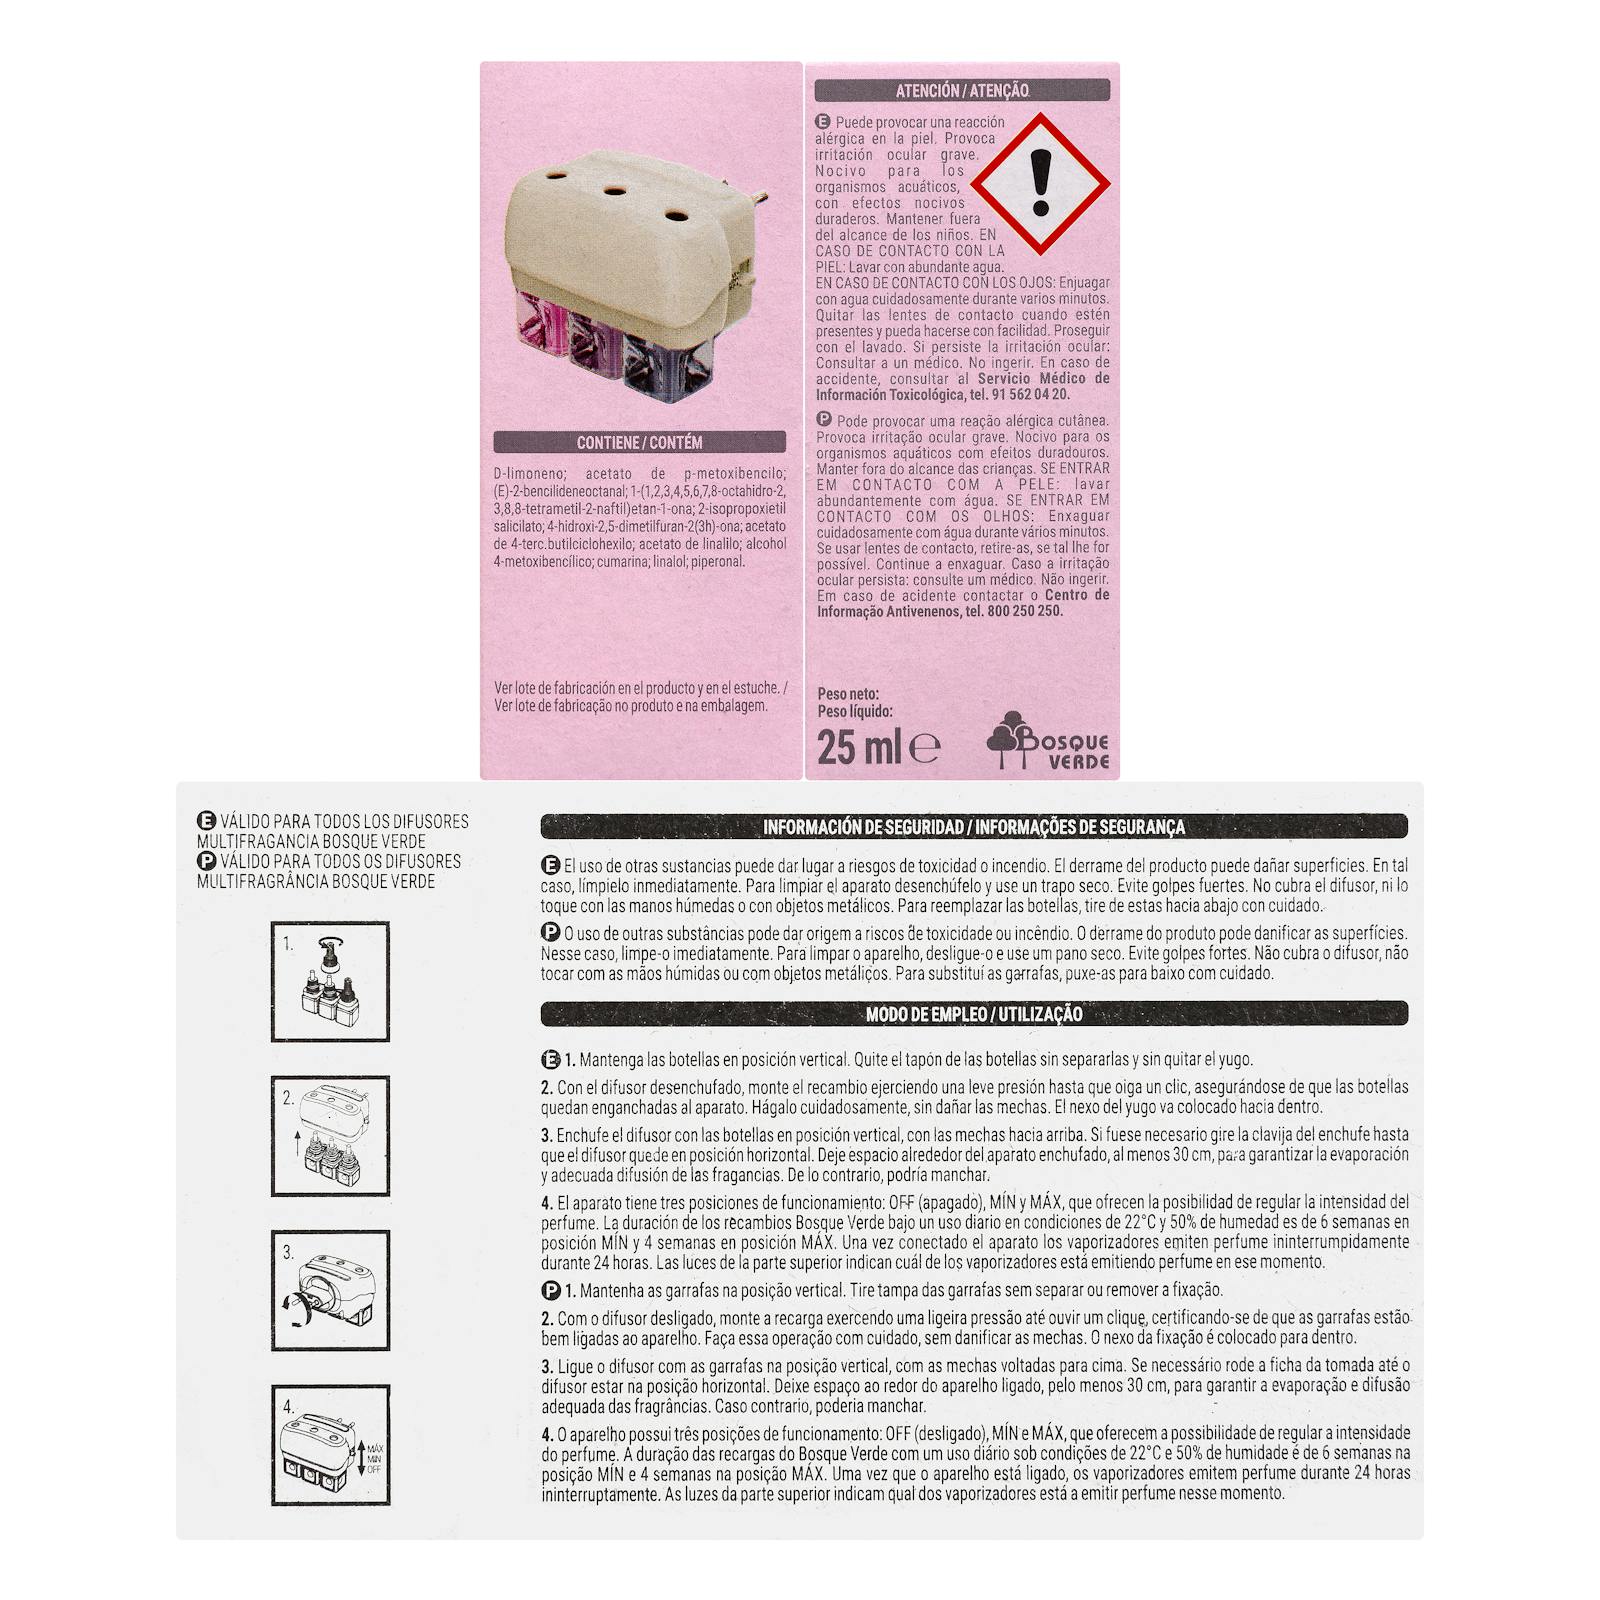 CONTIENE / CONTÉM
D-limoneno; acetato de p-metoxibencilo;
(E)-2-bencilideneoctanal; 1-(1,2,3,4,5,6,7,8-octahidro-2,
3,8,8-tetrametil-2-naftil)etan-1-ona; 2-isopropoxietil
salicilato; 4-hidroxi-2,5-dimetilfuran-2(3h)-ona; acetato
de 4-terc.butilciclohexilo; acetato de linalilo; alcohol
4-metoxibencílico; cumarina; linalol; piperonal.
Ver lote de fabricación en el producto y en el estuche. /
Ver lote de fabricação no produto e na embalagem.
ATENCIÓN / ATENÇÃO
E Puede provocar una reacción
alérgica en la piel. Provoca
irritación ocular grave.
Nocivo para los
organismos acuáticos,
con efectos nocivos
duraderos. Mantener fuera
del alcance de los niños. EN
CASO DE CONTACTO CON LA
PIEL: Lavar con abundante agua.
EN CASO DE CONTACTO CON LOS OJOS: Enjuagar
con agua cuidadosamente durante varios minutos.
Quitar las lentes de contacto cuando estén
presentes y pueda hacerse con facilidad. Proseguir
con el lavado. Si persiste la irritación ocular:
Consultar a un médico. No ingerir. En caso de
accidente, consultar al Servicio Médico de
Información Toxicológica, tel. 91 562 04 20.
P Pode provocar uma reação alérgica cutânea.
Provoca irritação ocular grave. Nocivo para os
organismos aquáticos com efeitos duradouros.
Manter fora do alcance das crianças. SE ENTRAR
EM CONTACTO COM A PELE: lavar
abundantemente com água. SE ENTRAR EM
CONTACTO COM OS OLHOS: Enxaguar
cuidadosamente com água durante vários minutos.
Se usar lentes de contacto, retire-as, se tal lhe for
possível. Continue a enxaguar. Caso a irritação
ocular persista: consulte um médico. Não ingerir.
Em caso de acidente contactar o Centro de
Informação Antivenenos, tel. 800 250 250.
Peso neto:
Peso líquido:
25 ml e
BOSQUE
VERDE
E VÁLIDO PARA TODOS LOS DIFUSORES
MULTIFRAGANCIA BOSQUE VERDE
P VÁLIDO PARA TODOS OS DIFUSORES
MULTIFRAGRÂNCIA BOSQUE VERDE
1.
2.
3.
4.
MÁX
MIN
OFF
INFORMACIÓN DE SEGURIDAD / INFORMAÇÕES DE SEGURANÇA
E El uso de otras sustancias puede dar lugar a riesgos de toxicidad o incendio. El derrame del producto puede dañar superficies. En tal
caso, límpielo inmediatamente. Para limpiar el aparato desenchúfelo y use un trapo seco. Evite golpes fuertes. No cubra el difusor, ni lo
toque con las manos húmedas o con objetos metálicos. Para reemplazar las botellas, tire de estas hacia abajo con cuidado.
P O uso de outras substâncias pode dar origem a riscos de toxicidade ou incêndio. O derrame do produto pode danificar as superfícies.
Nesse caso, limpe-o imediatamente. Para limpar o aparelho, desligue-o e use um pano seco. Evite golpes fortes. Não cubra o difusor, não
tocar com as mãos húmidas ou com objetos metálicos. Para substituí as garrafas, puxe-as para baixo com cuidado.
MODO DE EMPLEO / UTILIZAÇÃO
E 1. Mantenga las botellas en posición vertical. Quite el tapón de las botellas sin separarlas y sin quitar el yugo.
2. Con el difusor desenchufado, monte el recambio ejerciendo una leve presión hasta que oiga un clic, asegurándose de que las botellas
quedan enganchadas al aparato. Hágalo cuidadosamente, sin dañar las mechas. El nexo del yugo va colocado hacia dentro.
3. Enchufe el difusor con las botellas en posición vertical, con las mechas hacia arriba. Si fuese necesario gire la clavija del enchufe hasta
que el difusor quede en posición horizontal. Deje espacio alrededor del aparato enchufado, al menos 30 cm, para garantizar la evaporación
y adecuada difusión de las fragancias. De lo contrario, podría manchar.
4. El aparato tiene tres posiciones de funcionamiento: OFF (apagado), MÍN y MÁX, que ofrecen la posibilidad de regular la intensidad del
perfume. La duración de los recambios Bosque Verde bajo un uso diario en condiciones de 22°C y 50% de humedad es de 6 semanas en
posición MÍN y 4 semanas en posición MÁX. Una vez conectado el aparato los vaporizadores emiten perfume ininterrumpidamente
durante 24 horas. Las luces de la parte superior indican cuál de los vaporizadores está emitiendo perfume en ese momento.
P 1. Mantenha as garrafas na posição vertical. Tire tampa das garrafas sem separar ou remover a fixação.
2. Com o difusor desligado, monte a recarga exercendo uma ligeira pressão até ouvir um clique, certificando-se de que as garrafas estão
bem ligadas ao aparelho. Faça essa operação com cuidado, sem danificar as mechas. O nexo da fixação é colocado para dentro.
3. Ligue o difusor com as garrafas na posição vertical, com as mechas voltadas para cima. Se necessário rode a ficha da tomada até o
difusor estar na posição horizontal. Deixe espaço ao redor do aparelho ligado, pelo menos 30 cm, para garantir a evaporação e difusão
adequada das fragrâncias. Caso contrario, poderia manchar.
4. O aparelho possui três posições de funcionamento: OFF (desligado), MÍN e MÁX, que oferecem a possibilidade de regular a intensidade
do perfume. A duração das recargas do Bosque Verde com um uso diário sob condições de 22°C e 50% de humidade é de 6 semanas na
posição MÍN e 4 semanas na posição MÁX. Uma vez que o aparelho está ligado, os vaporizadores emitem perfume durante 24 horas
ininterruptamente. As luzes da parte superior indicam qual dos vaporizadores está a emitir perfume nesse momento.